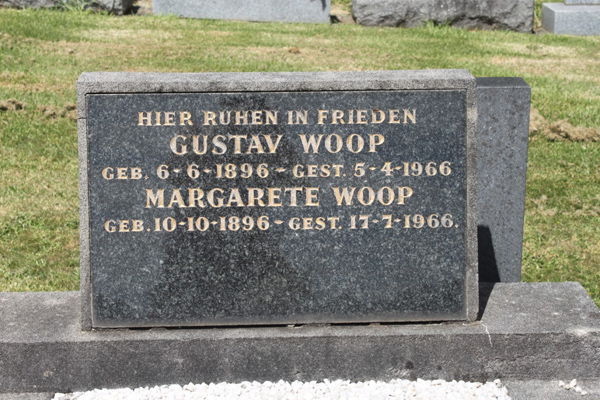 HIER RUHEN IN FRIEDEN
GUSTAV WOOP
GEB. 6-6-1896 - GEST. 5-4-1966
MARGARETE WOOP
GEB. 10-10-1896 - GEST. 17-7-1966.